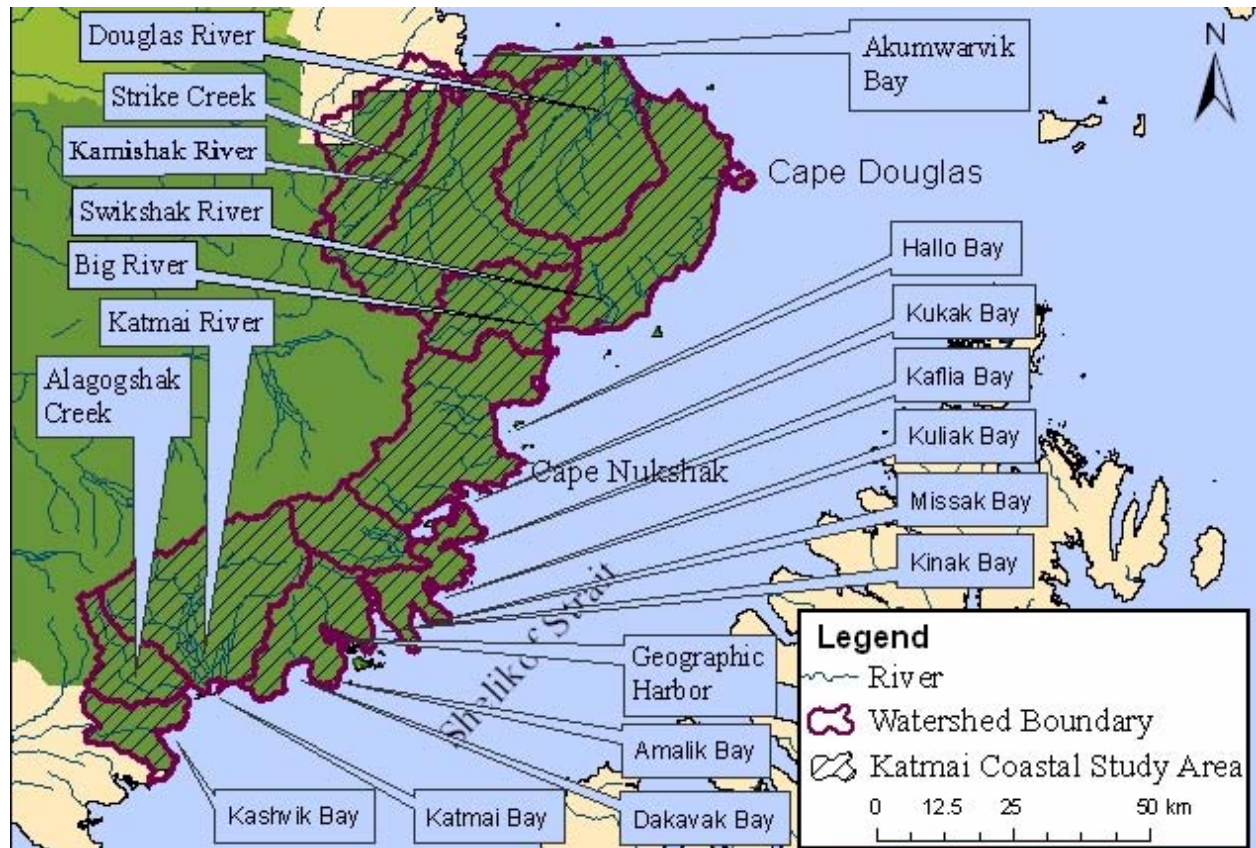 Douglas River
Akumwarvik
Bay
N
Strike Creek
Kamishak River
Cape Douglas
Swikshak River
Big River
Hallo Bay
Katmai River
Kukak Bay
Alagogshak
Creek
Kaflia Bay
Kuliak Bay
Cape Nukshak
Missak Bay
Kinak Bay
Shelikof Strait
Geographic
Harbor
Amalik Bay
Kashvik Bay
Katmai Bay
Dakavak Bay
Legend
River
Watershed Boundary
Katmai Coastal Study Area
0 12.5 25 50 km